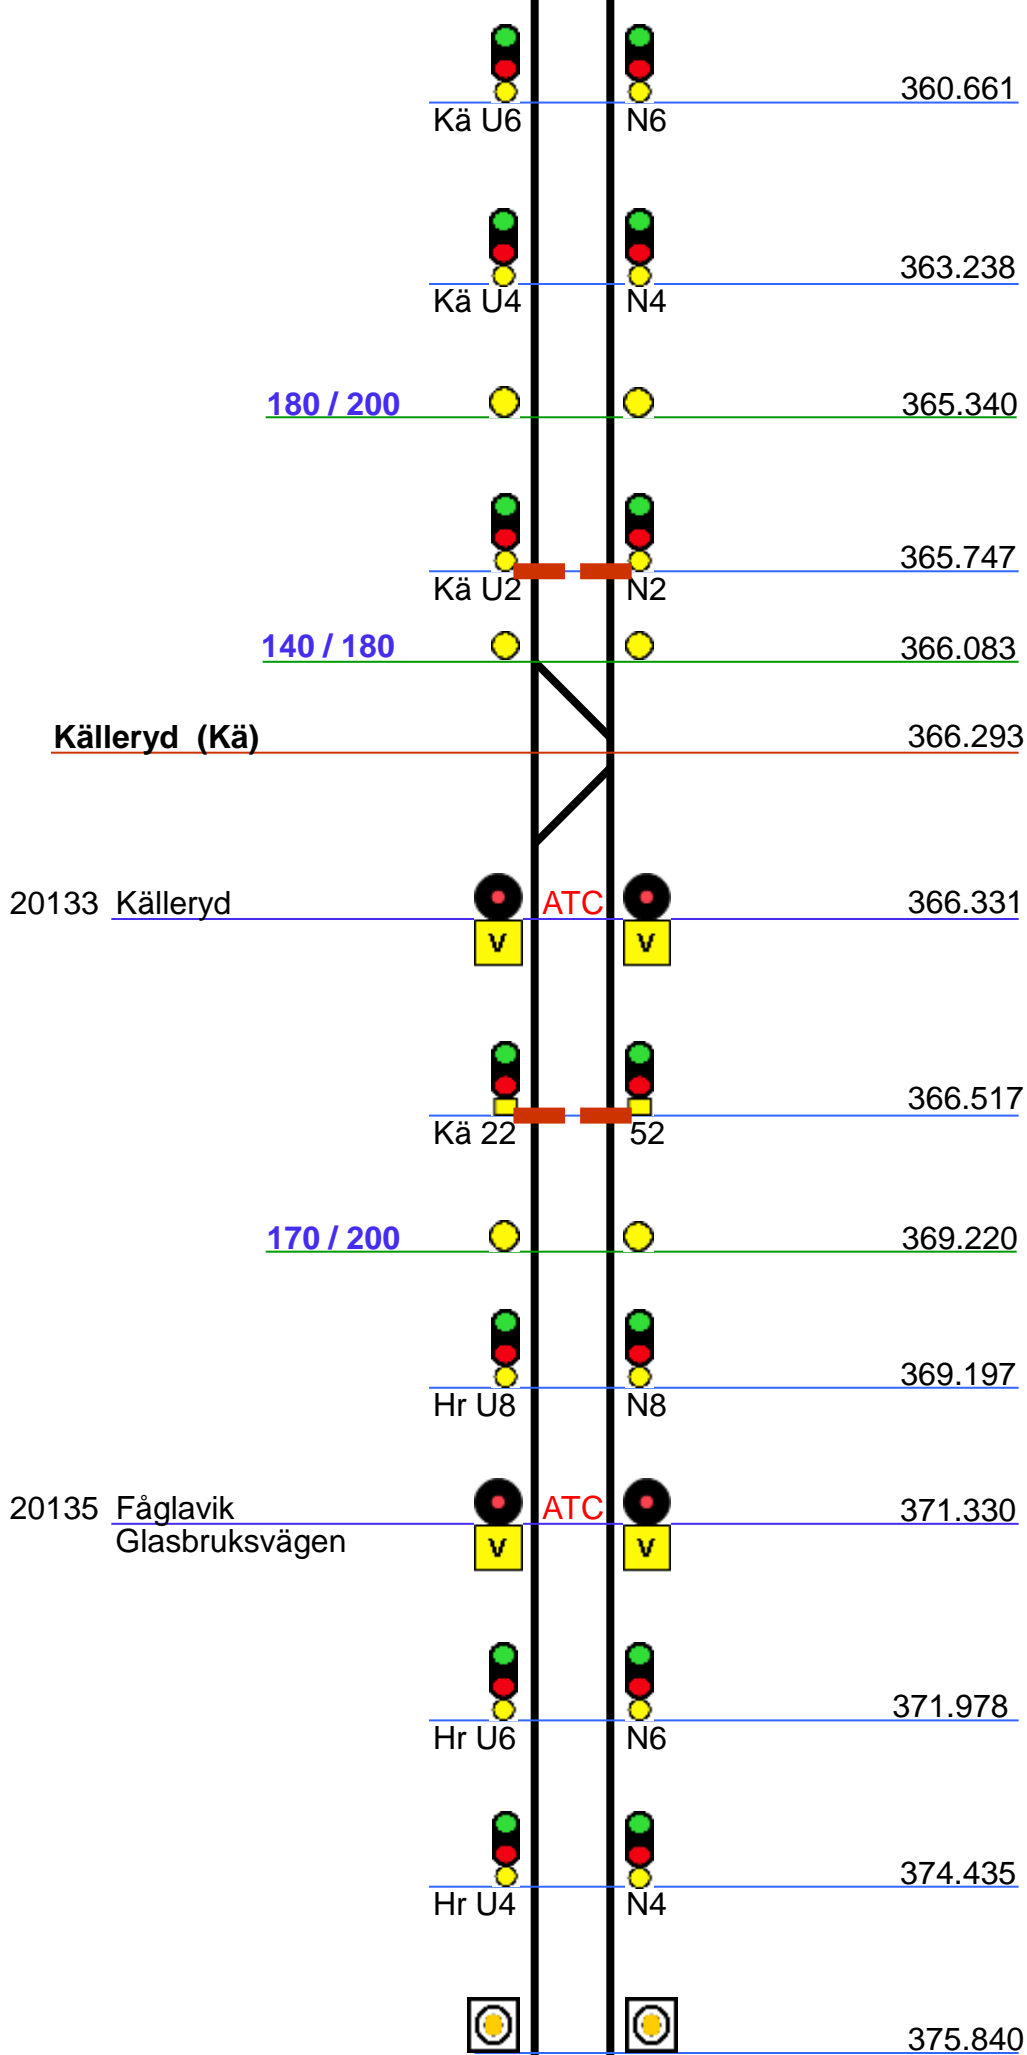 360.661
Kä U6 N6
363.238
Kä U4 N4
180 / 200 365.340
365.747
Kä U2 N2
140 / 180 366.083
Källeryd (Kä) 366.293
20133 Källeryd ATC 366.331
V V
366.517
Kä 22 52
170 / 200 369.220
369.197
Hr U8 N8
20135 Fåglavik ATC 371.330
Glasbruksvägen V V
371.978
Hr U6 N6
374.435
Hr U4 N4
375.840